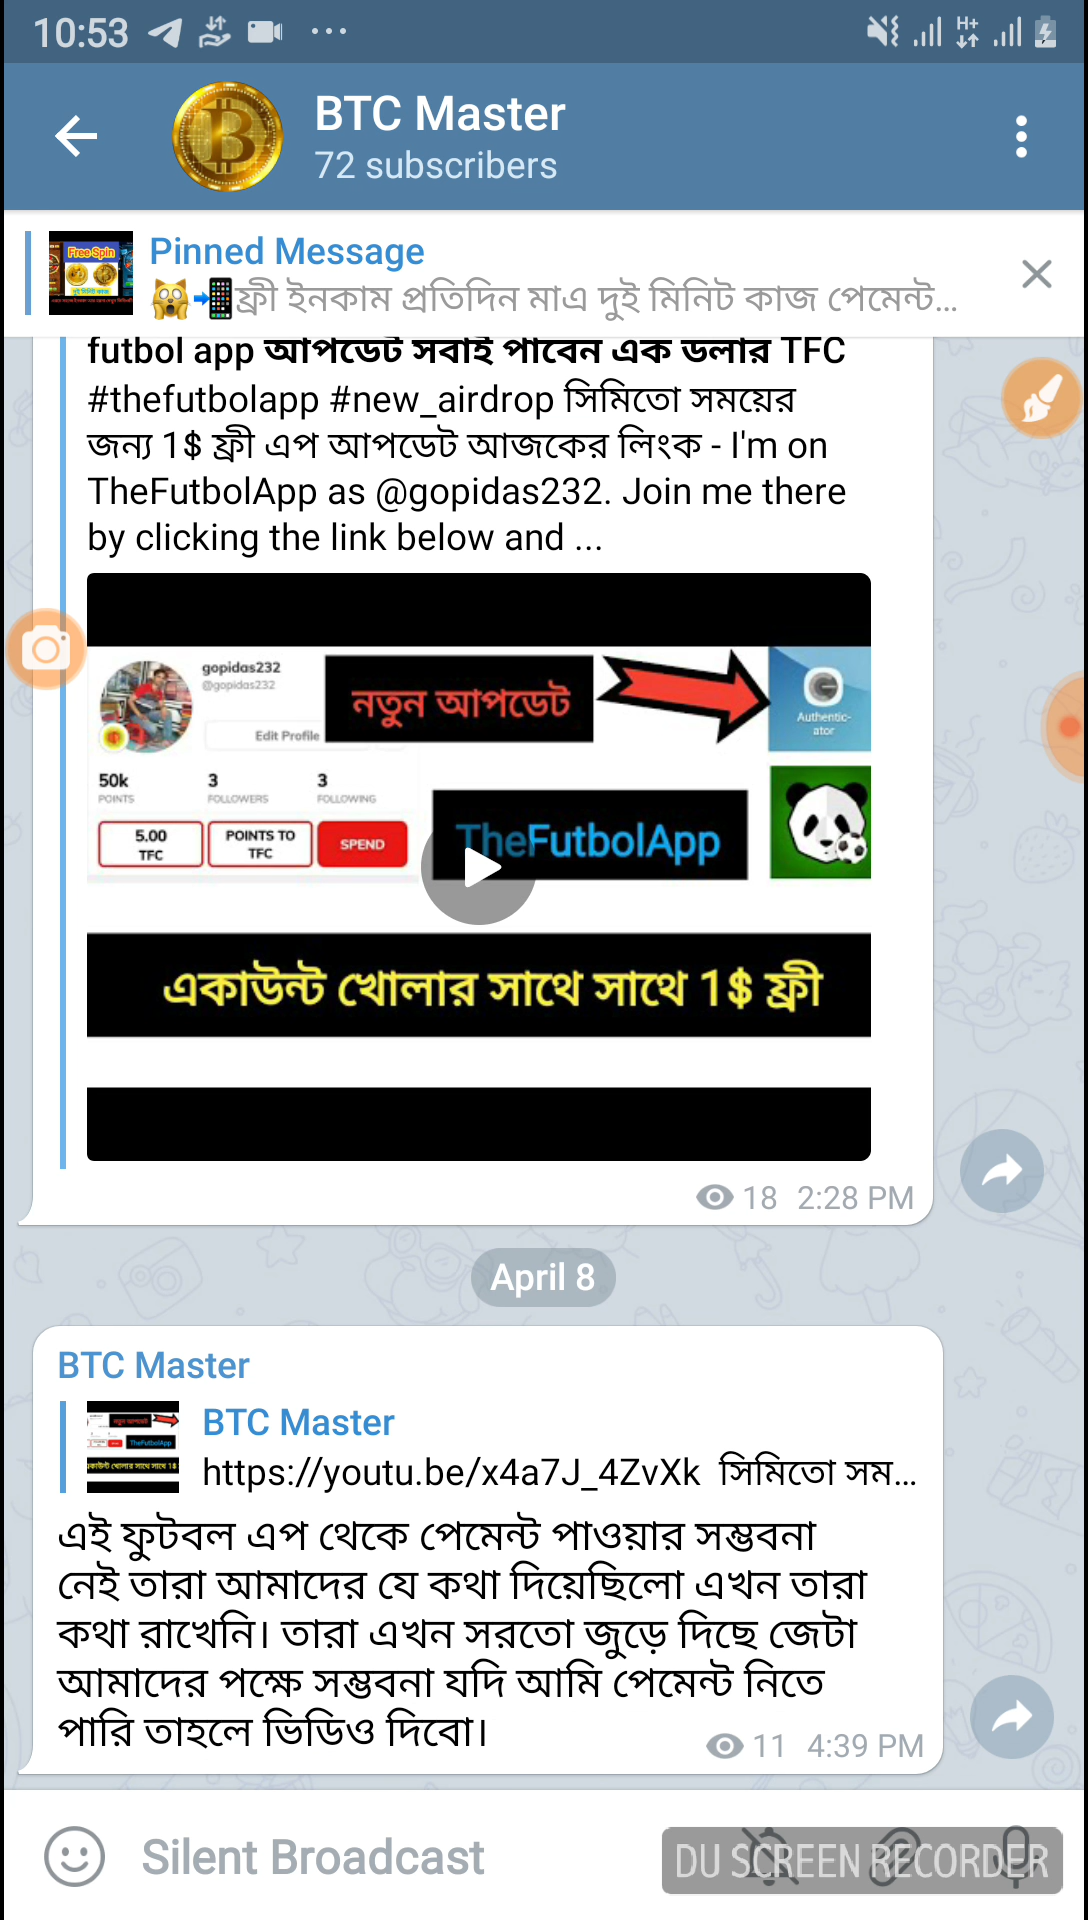 10:53
H+
BTC Master
72 subscribers
Free Spin
Pinned Message
ফ্রী ইনকাম প্রতিদিন মাএ দুই মিনিট কাজ পেমেন্ট...
futbol app আপডেট সবাই পাবেন এক ডলার TFC
#thefutbolapp #new_airdrop সিমিতো সময়ের
জন্য 1$ ফ্রী এপ আপডেট আজকের লিংক - I'm on
TheFutbolApp as @gopidas232. Join me there
by clicking the link below and ...
gopidas232
@gopidas232
Edit Profile
নতুন আপডেট
Authentic-
ator
50k
3
3
POINTS
FOLLOWERS
FOLLOWING
5.00
TFC
POINTS TO
TFC
SPEND
TheFutbolApp
একাউন্ট খোলার সাথে সাথে 1$ ফ্রী
18 2:28 PM
April 8
BTC Master
BTC Master
https://youtu.be/x4a7J_4ZvXk সিমিতো সম...
এই ফুটবল এপ থেকে পেমেন্ট পাওয়ার সম্ভবনা
নেই তারা আমাদের যে কথা দিয়েছিলো এখন তারা
কথা রাখেনি। তারা এখন সরতো জুড়ে দিছে জেটা
আমাদের পক্ষে সম্ভবনা যদি আমি পেমেন্ট নিতে
পারি তাহলে ভিডিও দিবো।
11 4:39 PM
Silent Broadcast
DU SCREEN RECORDER